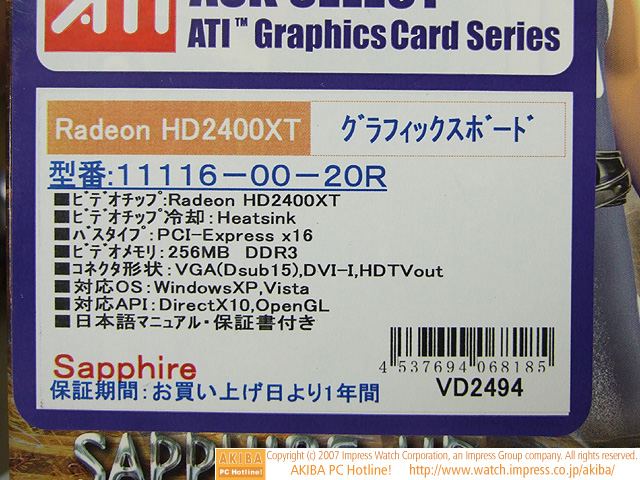 ATI
ASK SELECT
ATI™ Graphics Card Series
Radeon HD2400XT グラフィックスボード
型番:11116-00-20R
■ビデオチップ:Radeon HD2400XT
■ビデオチップ冷却:Heatsink
■バスタイプ:PCI-Express x16
■ビデオメモリ:256MB DDR3
■コネクタ形状:VGA(Dsub15),DVI-I,HDTVout
■対応OS:WindowsXP,Vista
■対応API:DirectX10,OpenGL
■日本語マニュアル・保証書付き
Sapphire
4 537694 068185
保証期間:お買い上げ日より1年間
VD2494
SAPPHIRE
AKIBA PC Hotline!
Copyright (c) 2007 Impress Watch Corporation, an Impress Group company. All rights reserved.
AKIBA PC Hotline! http://www.watch.impress.co.jp/akiba/